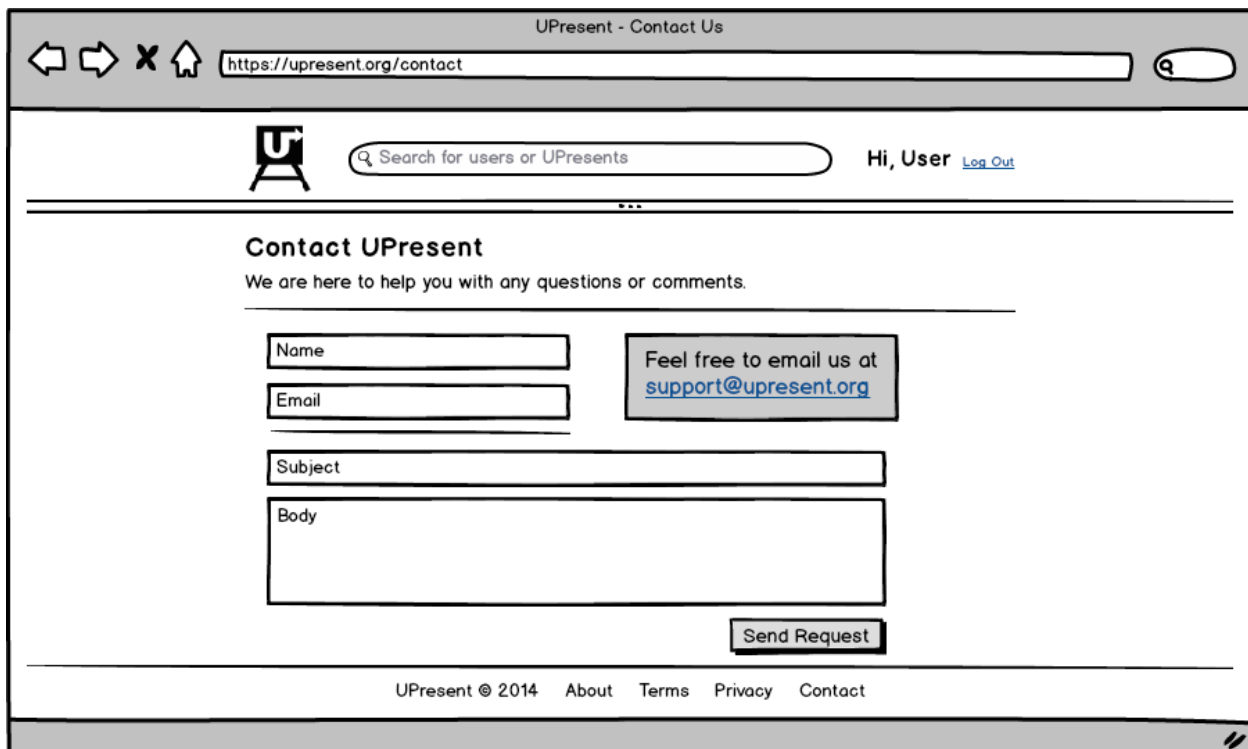 UPresent - Contact Us
https://upresent.org/contact
U
Search for users or UPresents
Hi, User Log Out
Contact UPresent
We are here to help you with any questions or comments.
Name
Feel free to email us at
support@upresent.org
Email
Subject
Body
Send Request
UPresent © 2014 About Terms Privacy Contact